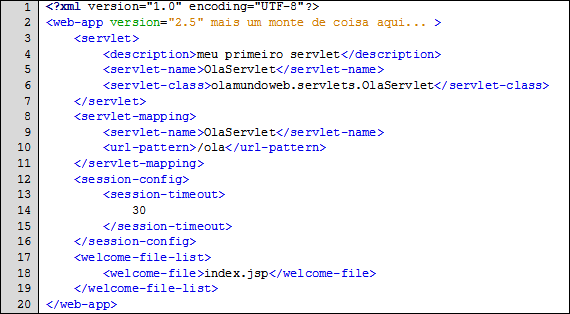 1 <?xml version="1.0" encoding="UTF-8"?>
2 <web-app version="2.5" mais um monte de coisa aqui... >
3 <servlet>
4 <description>meu primeiro servlet</description>
5 <servlet-name>OlaServlet</servlet-name>
6 <servlet-class>olamundoweb.servlets.OlaServlet</servlet-class>
7 </servlet>
8 <servlet-mapping>
9 <servlet-name>OlaServlet</servlet-name>
10 <url-pattern>/ola</url-pattern>
11 </servlet-mapping>
12 <session-config>
13 <session-timeout>
14 30
15 </session-timeout>
16 </session-config>
17 <welcome-file-list>
18 <welcome-file>index.jsp</welcome-file>
19 </welcome-file-list>
20 </web-app>